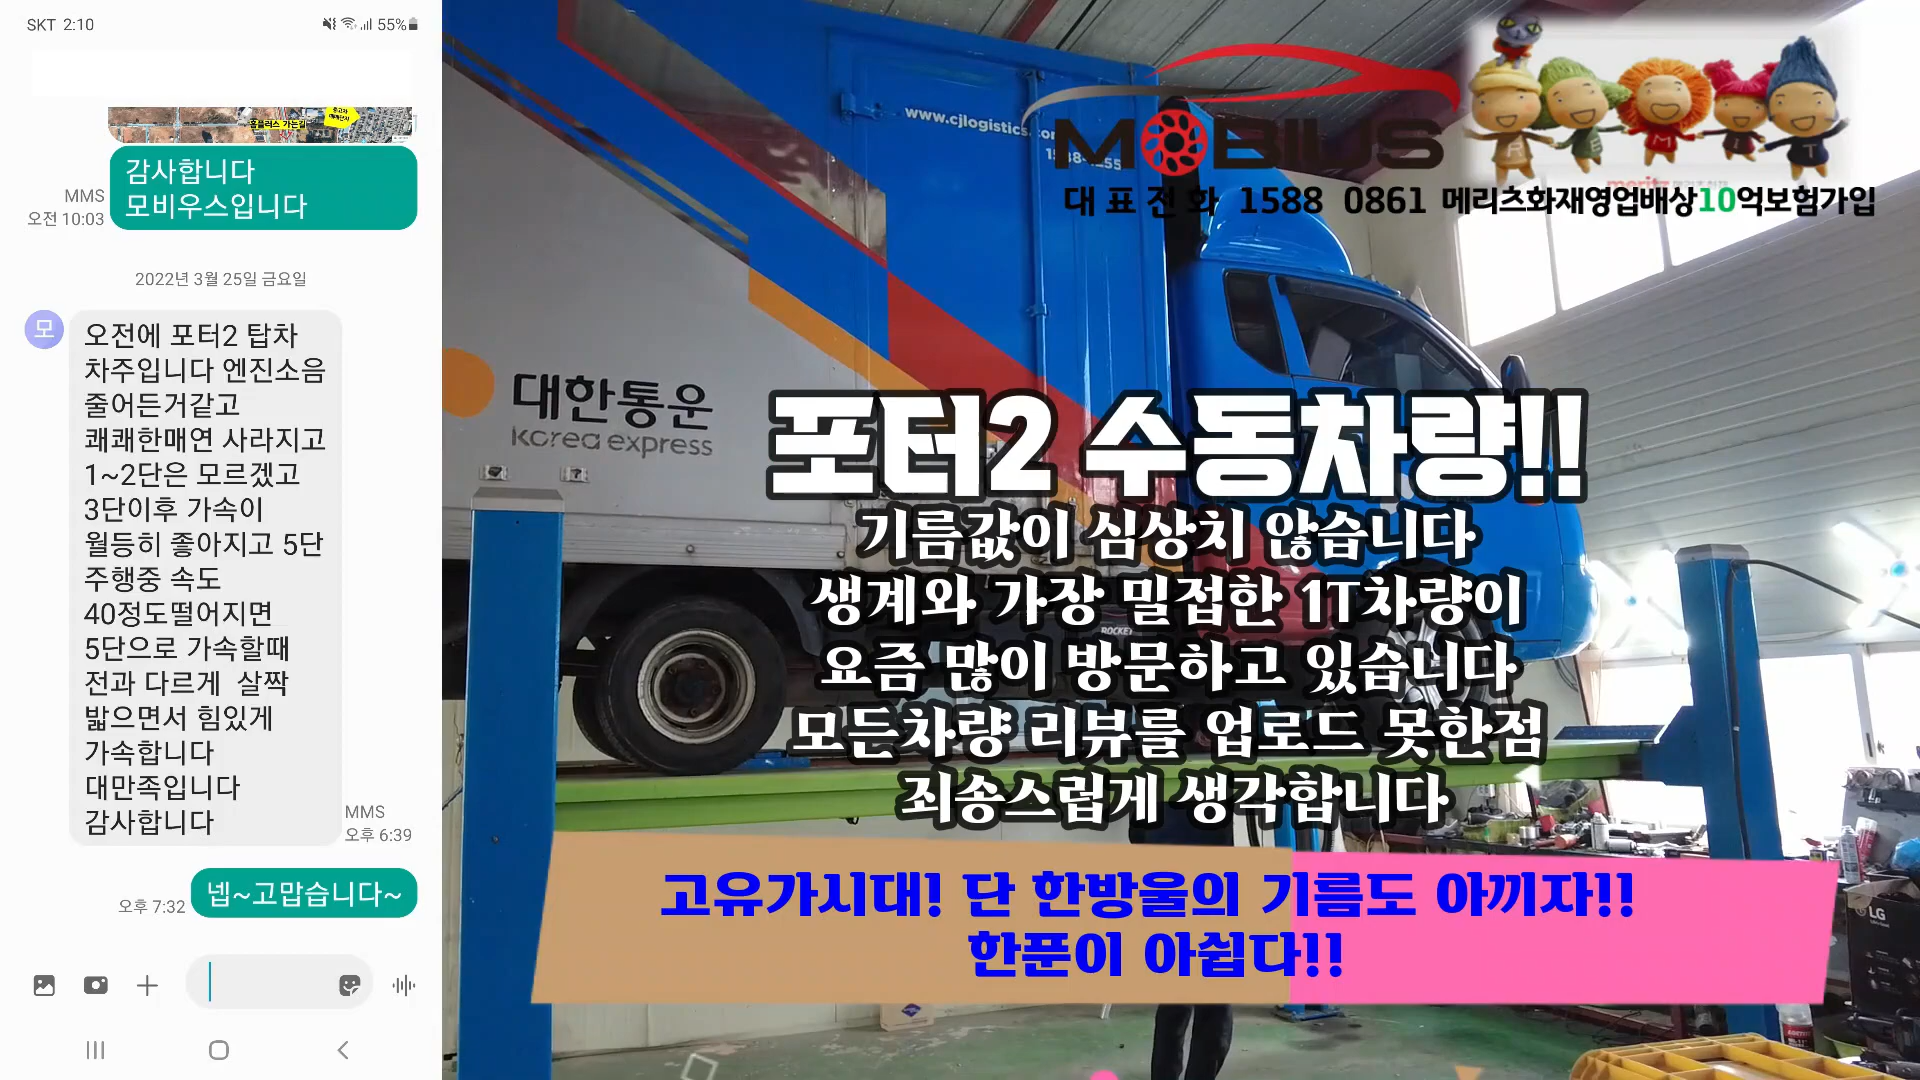 SKT 2:10
55%
홈플러스 가는길
감사합니다
모비우스입니다
MMS
오전 10:03
2022년 3월 25일 금요일
모
오전에 포터2 탑차
차주입니다 엔진소음
줄어든거같고
쾌쾌한매연 사라지고
1~2단은 모르겠고
3단이후 가속이
월등히 좋아지고 5단
주행중 속도
40정도떨어지면
5단으로 가속할때
전과 다르게 살짝
밟으면서 힘있게
가속합니다
대만족입니다
감사합니다
MMS
오후 6:39
넵~고맙습니다~
오후 7:32
www.cjlogistics.com
MOBIUS
REMIT
대표전화 1588 0861 메리츠화재영업배상10억보험가입
대한통운
korea express
포터2 수동차량!!
기름값이 심상치 않습니다
생계와 가장 밀접한 1T차량이
ROCKET
요즘 많이 방문하고 있습니다
모든차량 리뷰를 업로드 못한점
죄송스럽게 생각합니다
고유가시대! 단 한방울의 기름도 아끼자!!
한푼이 아쉽다!!
LG